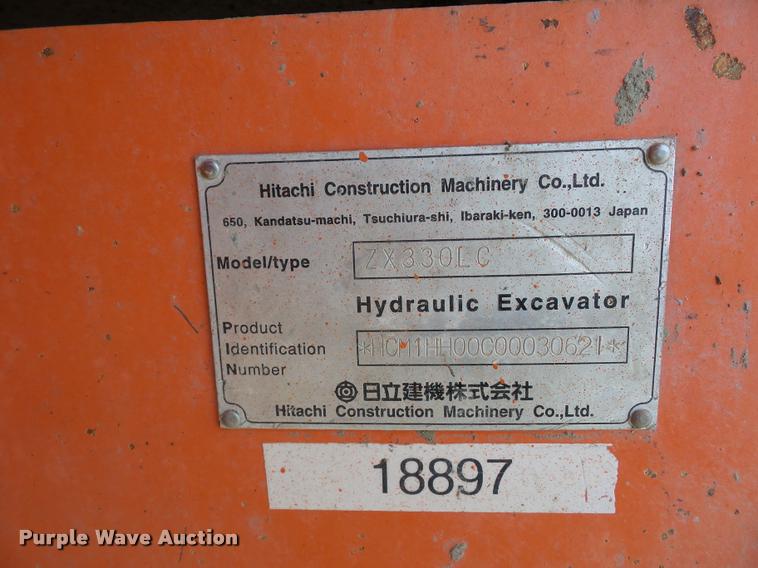 Hitachi Construction Machinery Co.,Ltd.
650, Kandatsu-machi, Tsuchiura-shi, Ibaraki-ken, 300-0013 Japan
Model/type ZX330LC
Hydraulic Excavator
Product
Identification *HCM1HH00C00030621*
Number
日立建機株式会社
Hitachi Construction Machinery Co.,Ltd.
18897
Purple Wave Auction®